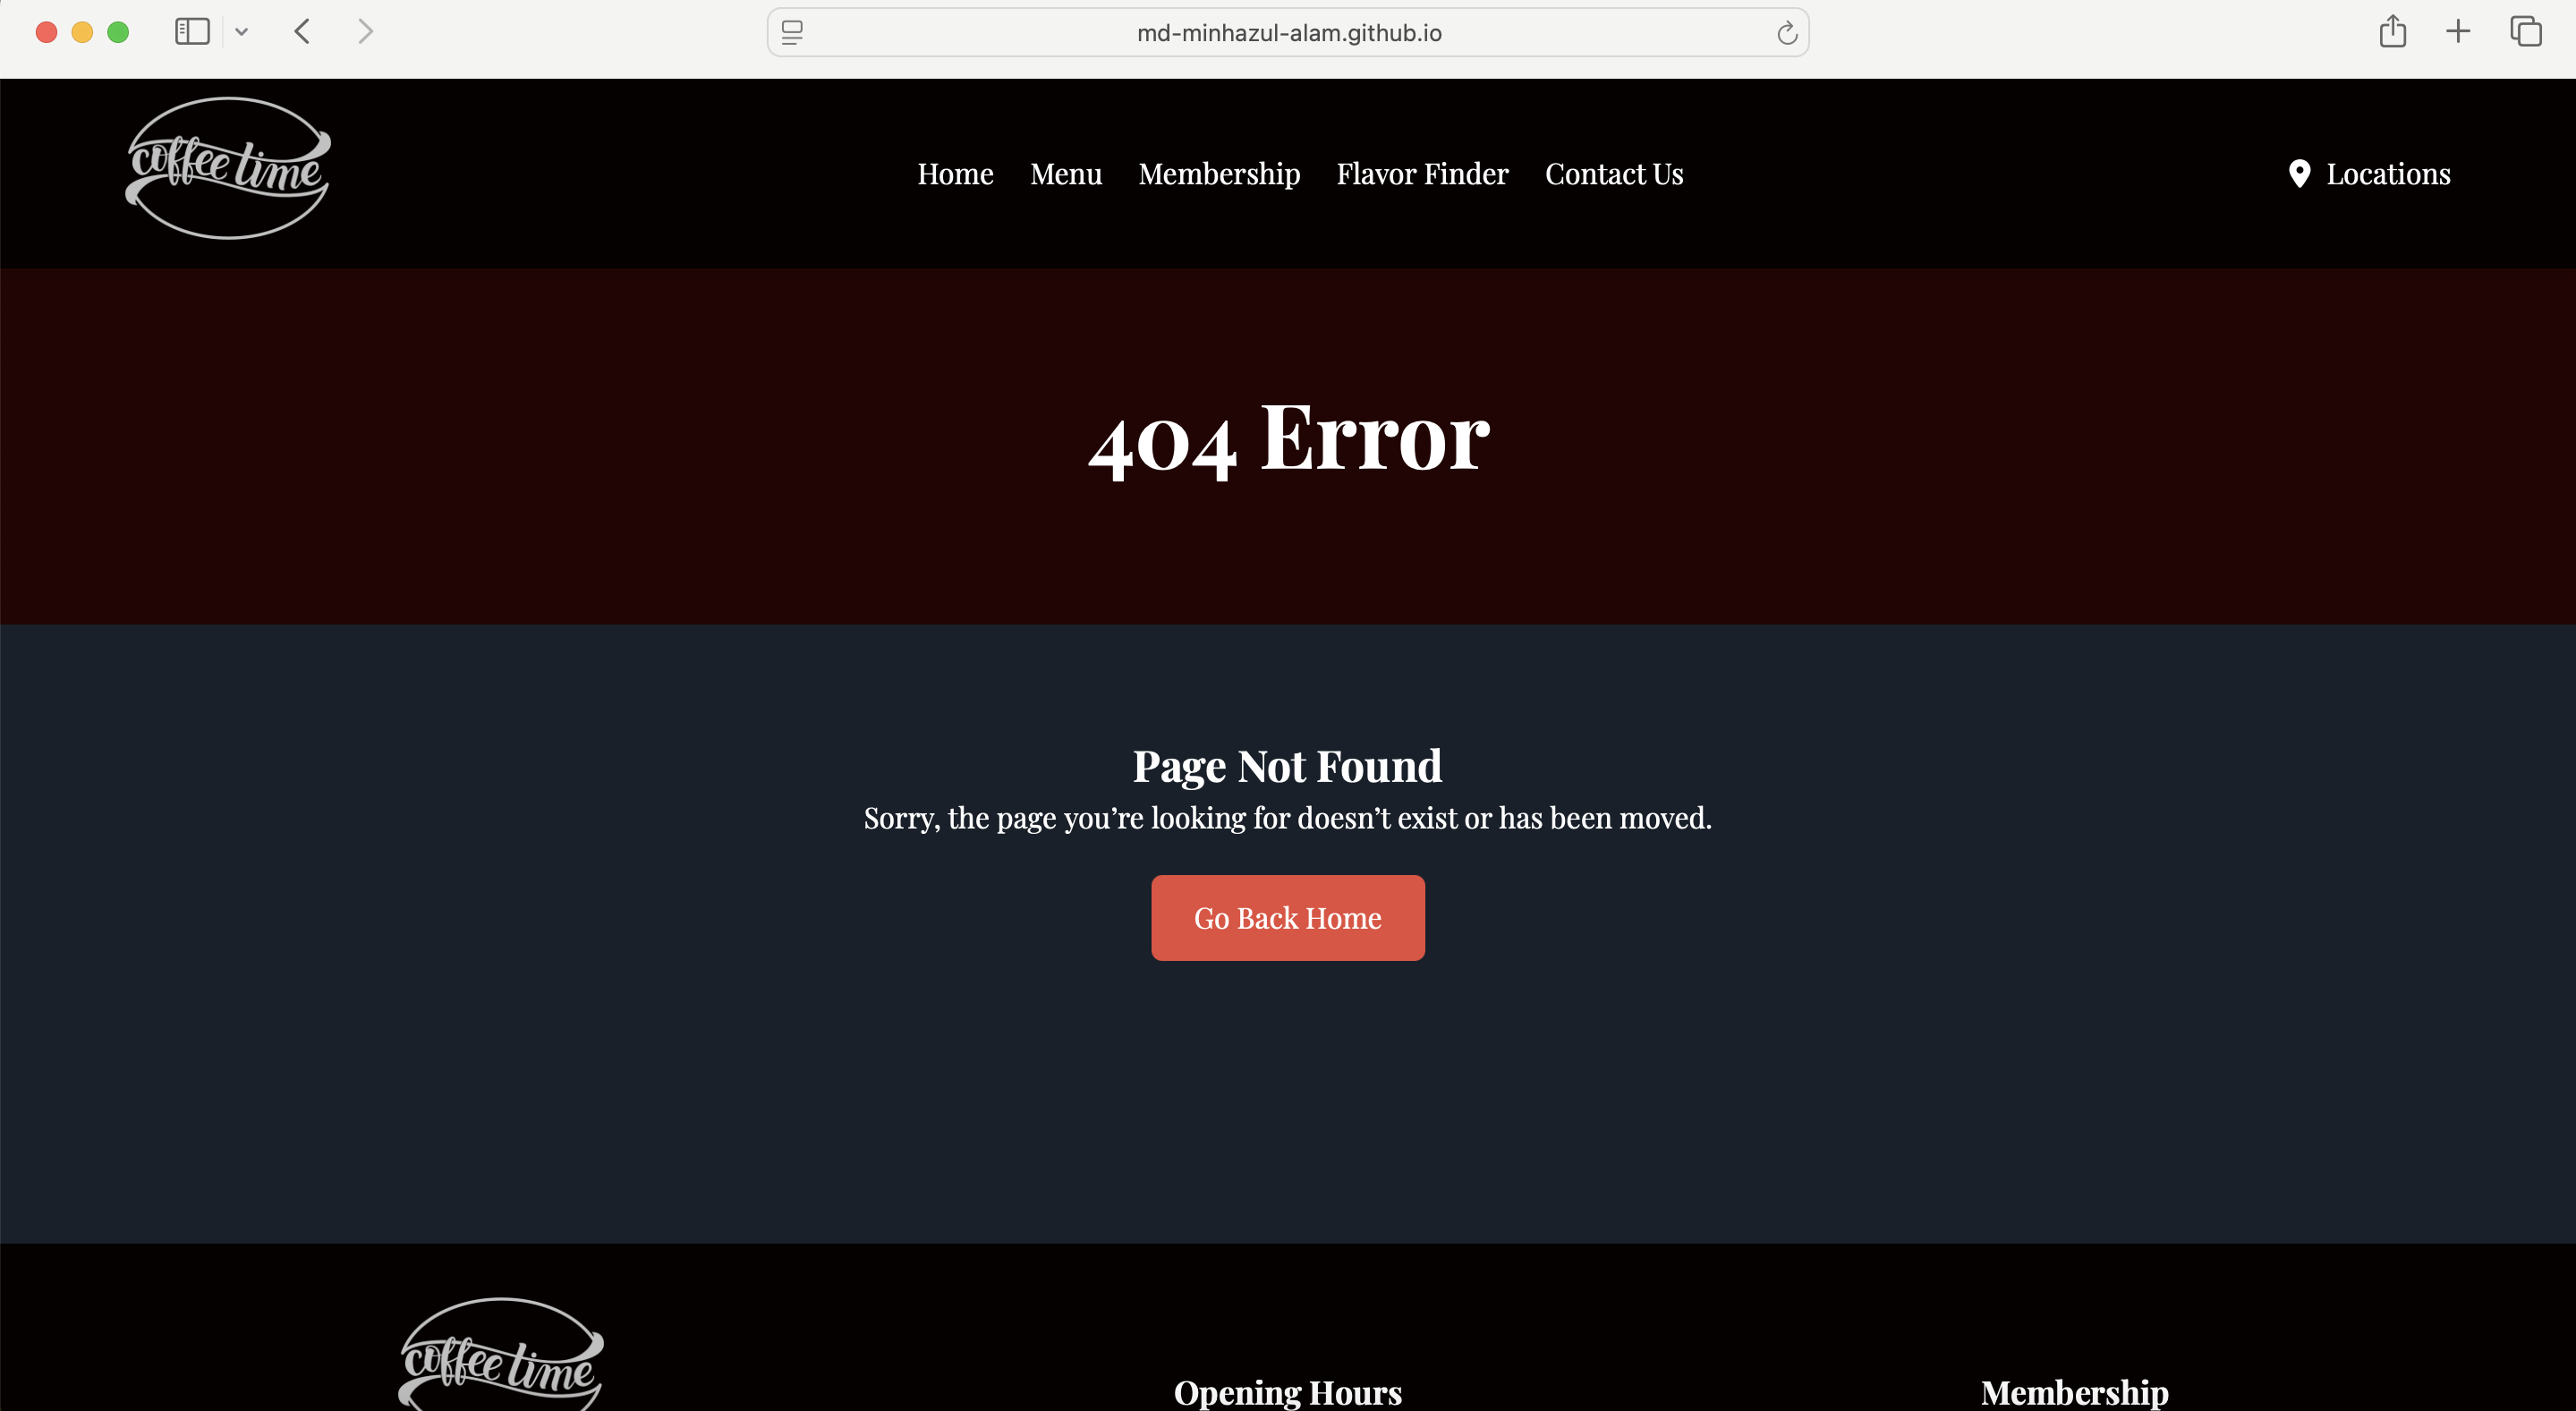 md-minhazul-alam.github.io
coffee time
Home Menu Membership Flavor Finder Contact Us Locations
404 Error
Page Not Found
Sorry, the page you’re looking for doesn’t exist or has been moved.
Go Back Home
coffee time
Opening Hours Membership